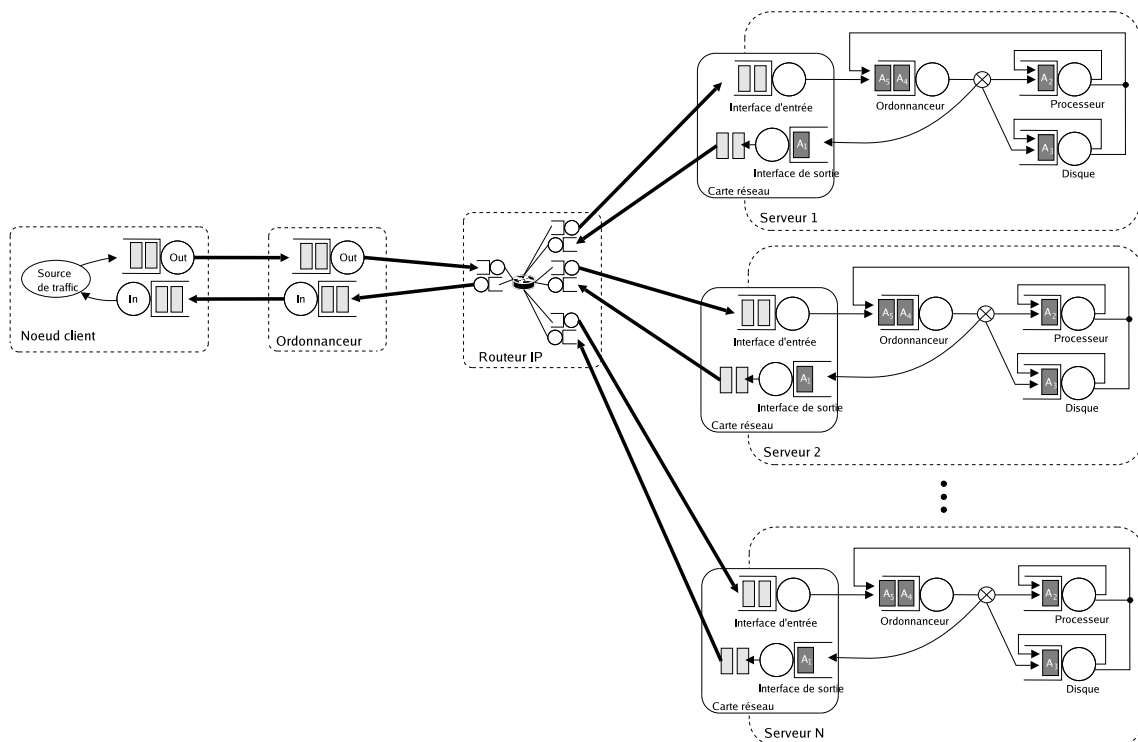 Source
de traffic
Out
In
Noeud client
Out
In
Ordonnanceur
Routeur IP
Interface d'entrée
A5 A4
Ordonnanceur
A2
Processeur
A3
Disque
A1
Interface de sortie
Carte réseau
Serveur 1
Interface d'entrée
A5 A4
Ordonnanceur
A2
Processeur
A3
Disque
A1
Interface de sortie
Carte réseau
Serveur 2
Interface d'entrée
A5 A4
Ordonnanceur
A2
Processeur
A3
Disque
A1
Interface de sortie
Carte réseau
Serveur N